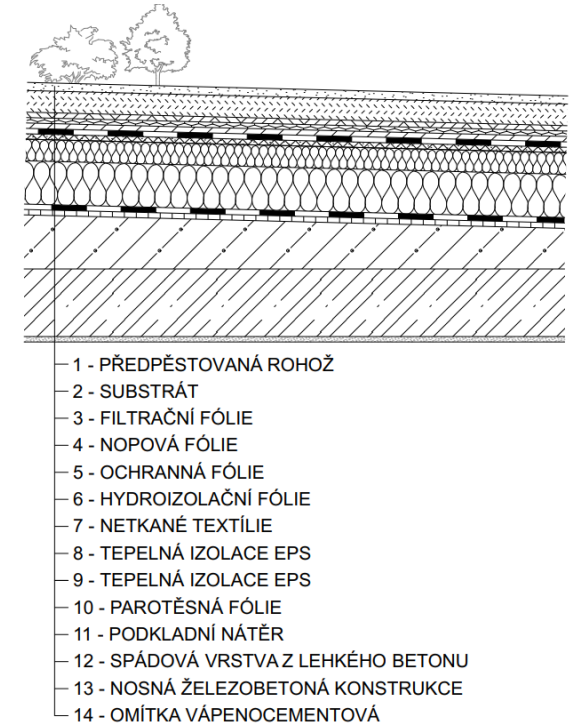 1 - PŘEDPĚSTOVANÁ ROHOŽ
2 - SUBSTRÁT
3 - FILTRAČNÍ FÓLIE
4 - NOPOVÁ FÓLIE
5 - OCHRANNÁ FÓLIE
6 - HYDROIZOLAČNÍ FÓLIE
7 - NETKANÉ TEXTÍLIE
8 - TEPELNÁ IZOLACE EPS
9 - TEPELNÁ IZOLACE EPS
10 - PAROTĚSNÁ FÓLIE
11 - PODKLADNÍ NÁTĚR
12 - SPÁDOVÁ VRSTVA Z LEHKÉHO BETONU
13 - NOSNÁ ŽELEZOBETONÁ KONSTRUKCE
14 - OMÍTKA VÁPENOCEMENTOVÁ